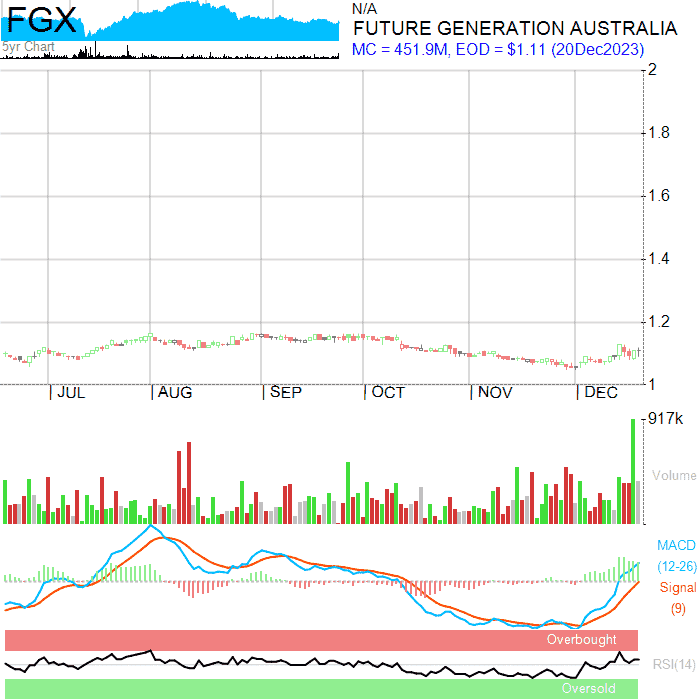 FGX
5yr Chart
N/A
FUTURE GENERATION AUSTRALIA
MC = 451.9M, EOD = $1.11 (20Dec2023)
2
1.8
1.6
1.4
1.2
1
JUL AUG SEP OCT NOV DEC
917k
Volume
MACD
(12-26)
Signal
(9)
Overbought
RSI(14)
Oversold